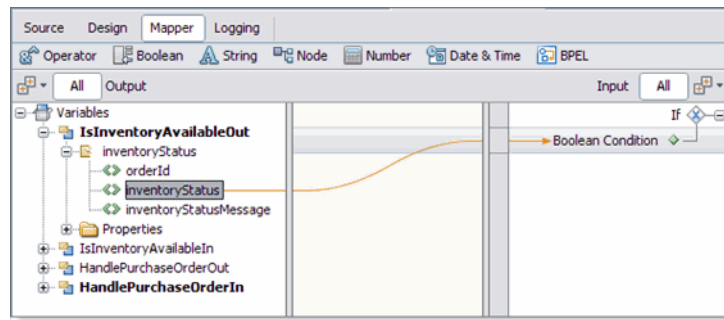 Source Design Mapper Logging
Operator Boolean String Node Number Date & Time BPEL
All Output Input All
Variables If
IsInventoryAvailableOut
inventoryStatus Boolean Condition
orderId
inventoryStatus
inventoryStatusMessage
Properties
IsInventoryAvailableIn
HandlePurchaseOrderOut
HandlePurchaseOrderIn